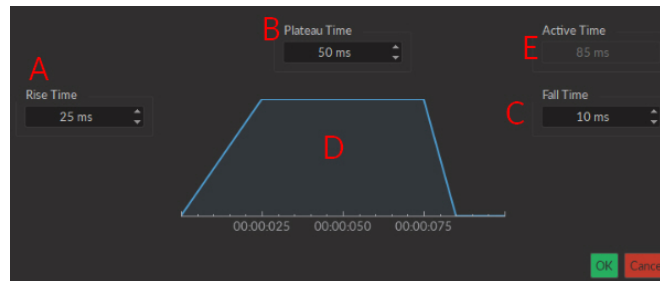 B
Plateau Time
50 ms
Active Time
E
85 ms
A
Rise Time
25 ms
Fall Time
C
10 ms
D
00:00:025 00:00:050 00:00:075
OK
Cance